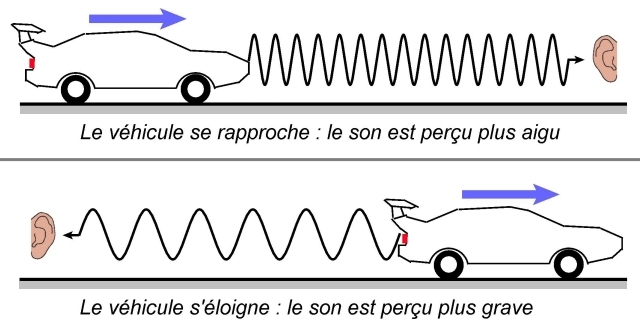 Le véhicule se rapproche : le son est perçu plus aigu
Le véhicule s'éloigne : le son est perçu plus grave